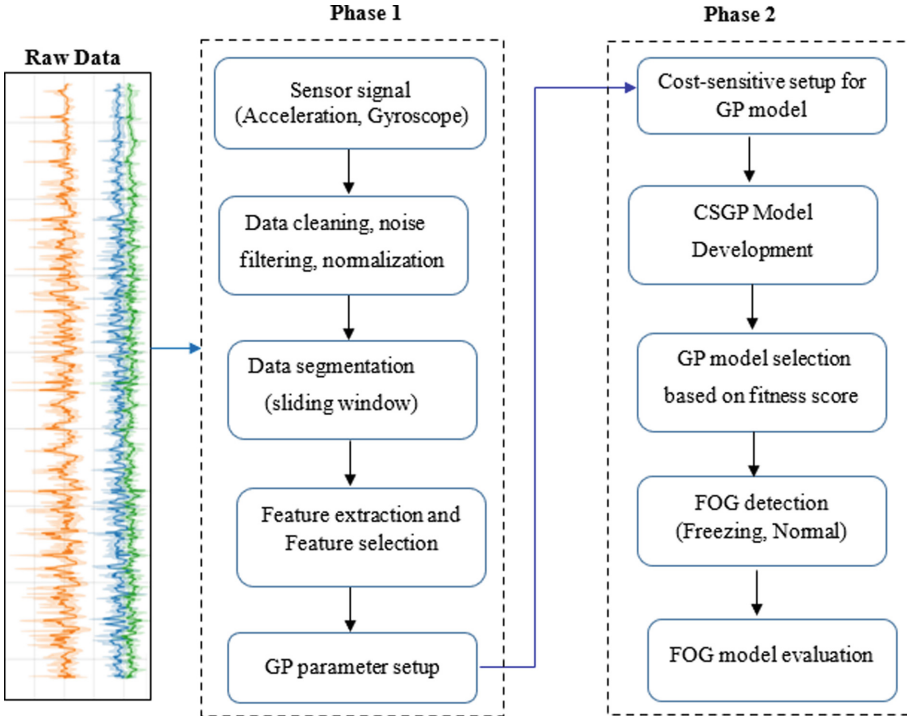 Raw Data
Phase 1
Sensor signal
(Acceleration, Gyroscope)
Data cleaning, noise
filtering, normalization
Data segmentation
(sliding window)
Feature extraction and
Feature selection
GP parameter setup
Phase 2
Cost-sensitive setup for
GP model
CSGP Model
Development
GP model selection
based on fitness score
FOG detection
(Freezing, Normal)
FOG model evaluation